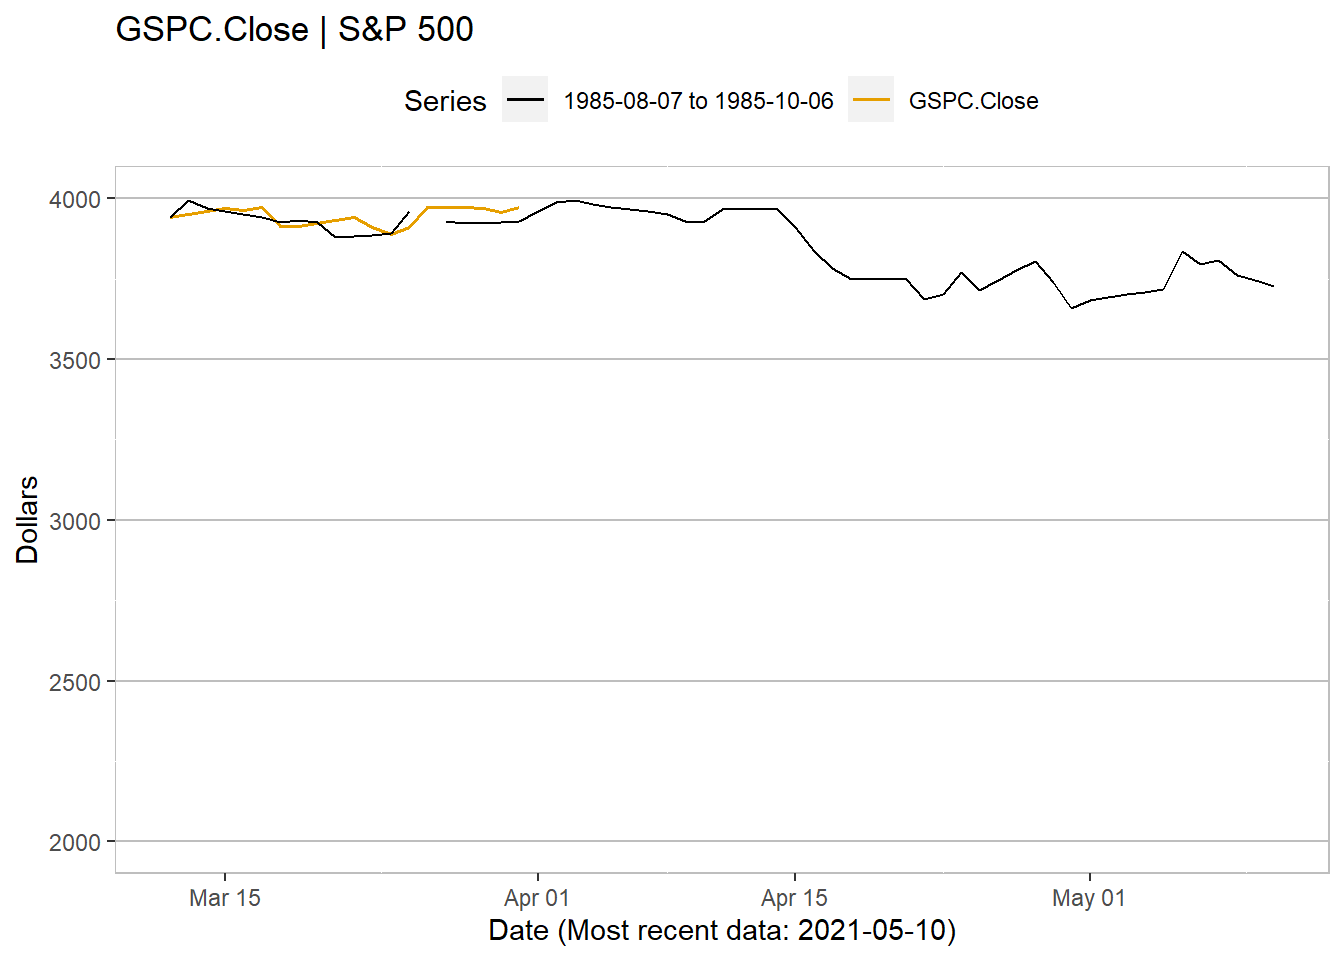 GSPC.Close | S&P 500
Series 1985-08-07 to 1985-10-06 GSPC.Close
4000
3500
3000
2500
2000
Dollars
Mar 15 Apr 01 Apr 15 May 01
Date (Most recent data: 2021-05-10)